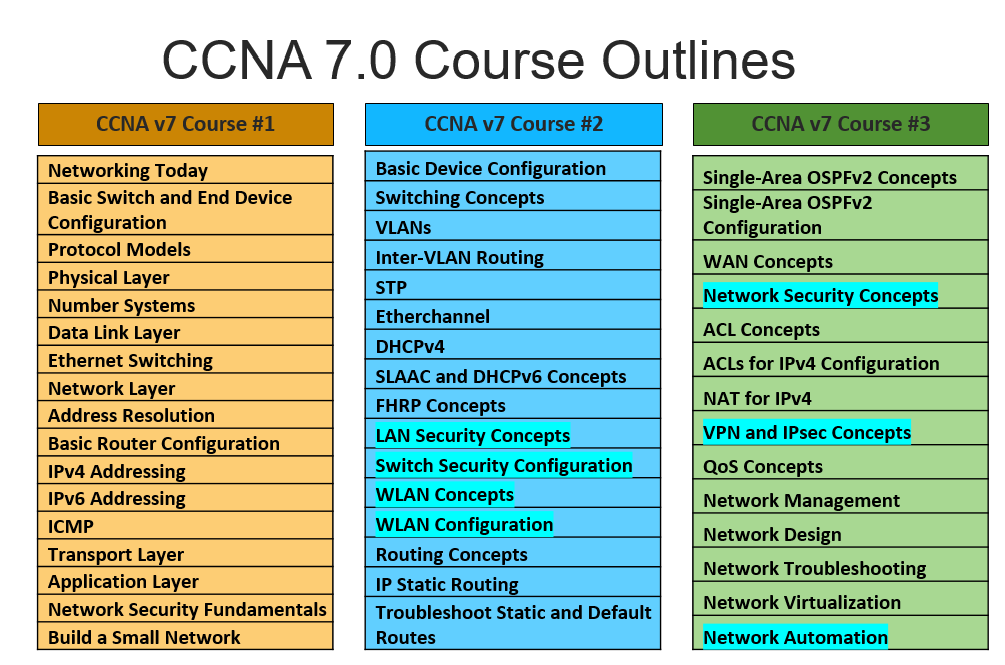 CCNA 7.0 Course Outlines
CCNA v7 Course #1
Networking Today
Basic Switch and End Device
Configuration
Protocol Models
Physical Layer
Number Systems
Data Link Layer
Ethernet Switching
Network Layer
Address Resolution
Basic Router Configuration
IPv4 Addressing
IPv6 Addressing
ICMP
Transport Layer
Application Layer
Network Security Fundamentals
Build a Small Network
CCNA v7 Course #2
Basic Device Configuration
Switching Concepts
VLANs
Inter-VLAN Routing
STP
Etherchannel
DHCPv4
SLAAC and DHCPv6 Concepts
FHRP Concepts
LAN Security Concepts
Switch Security Configuration
WLAN Concepts
WLAN Configuration
Routing Concepts
IP Static Routing
Troubleshoot Static and Default
Routes
CCNA v7 Course #3
Single-Area OSPFv2 Concepts
Single-Area OSPFv2
Configuration
WAN Concepts
Network Security Concepts
ACL Concepts
ACLs for IPv4 Configuration
NAT for IPv4
VPN and IPsec Concepts
QoS Concepts
Network Management
Network Design
Network Troubleshooting
Network Virtualization
Network Automation